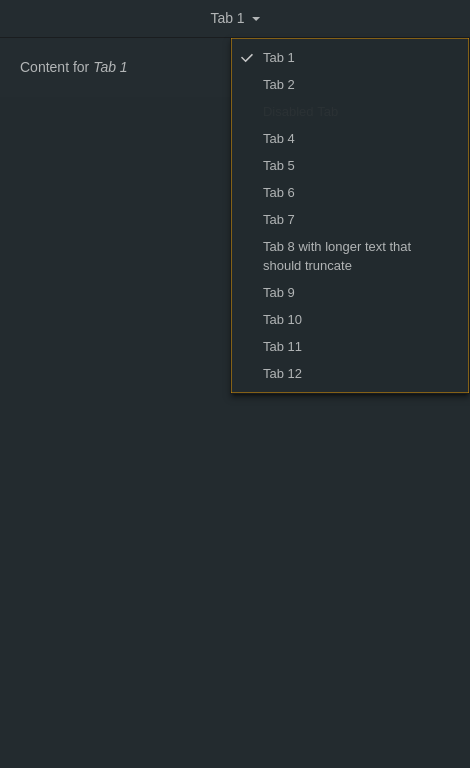 Tab 1
Content for Tab 1
Tab 1
Tab 2
Disabled Tab
Tab 4
Tab 5
Tab 6
Tab 7
Tab 8 with longer text that
should truncate
Tab 9
Tab 10
Tab 11
Tab 12